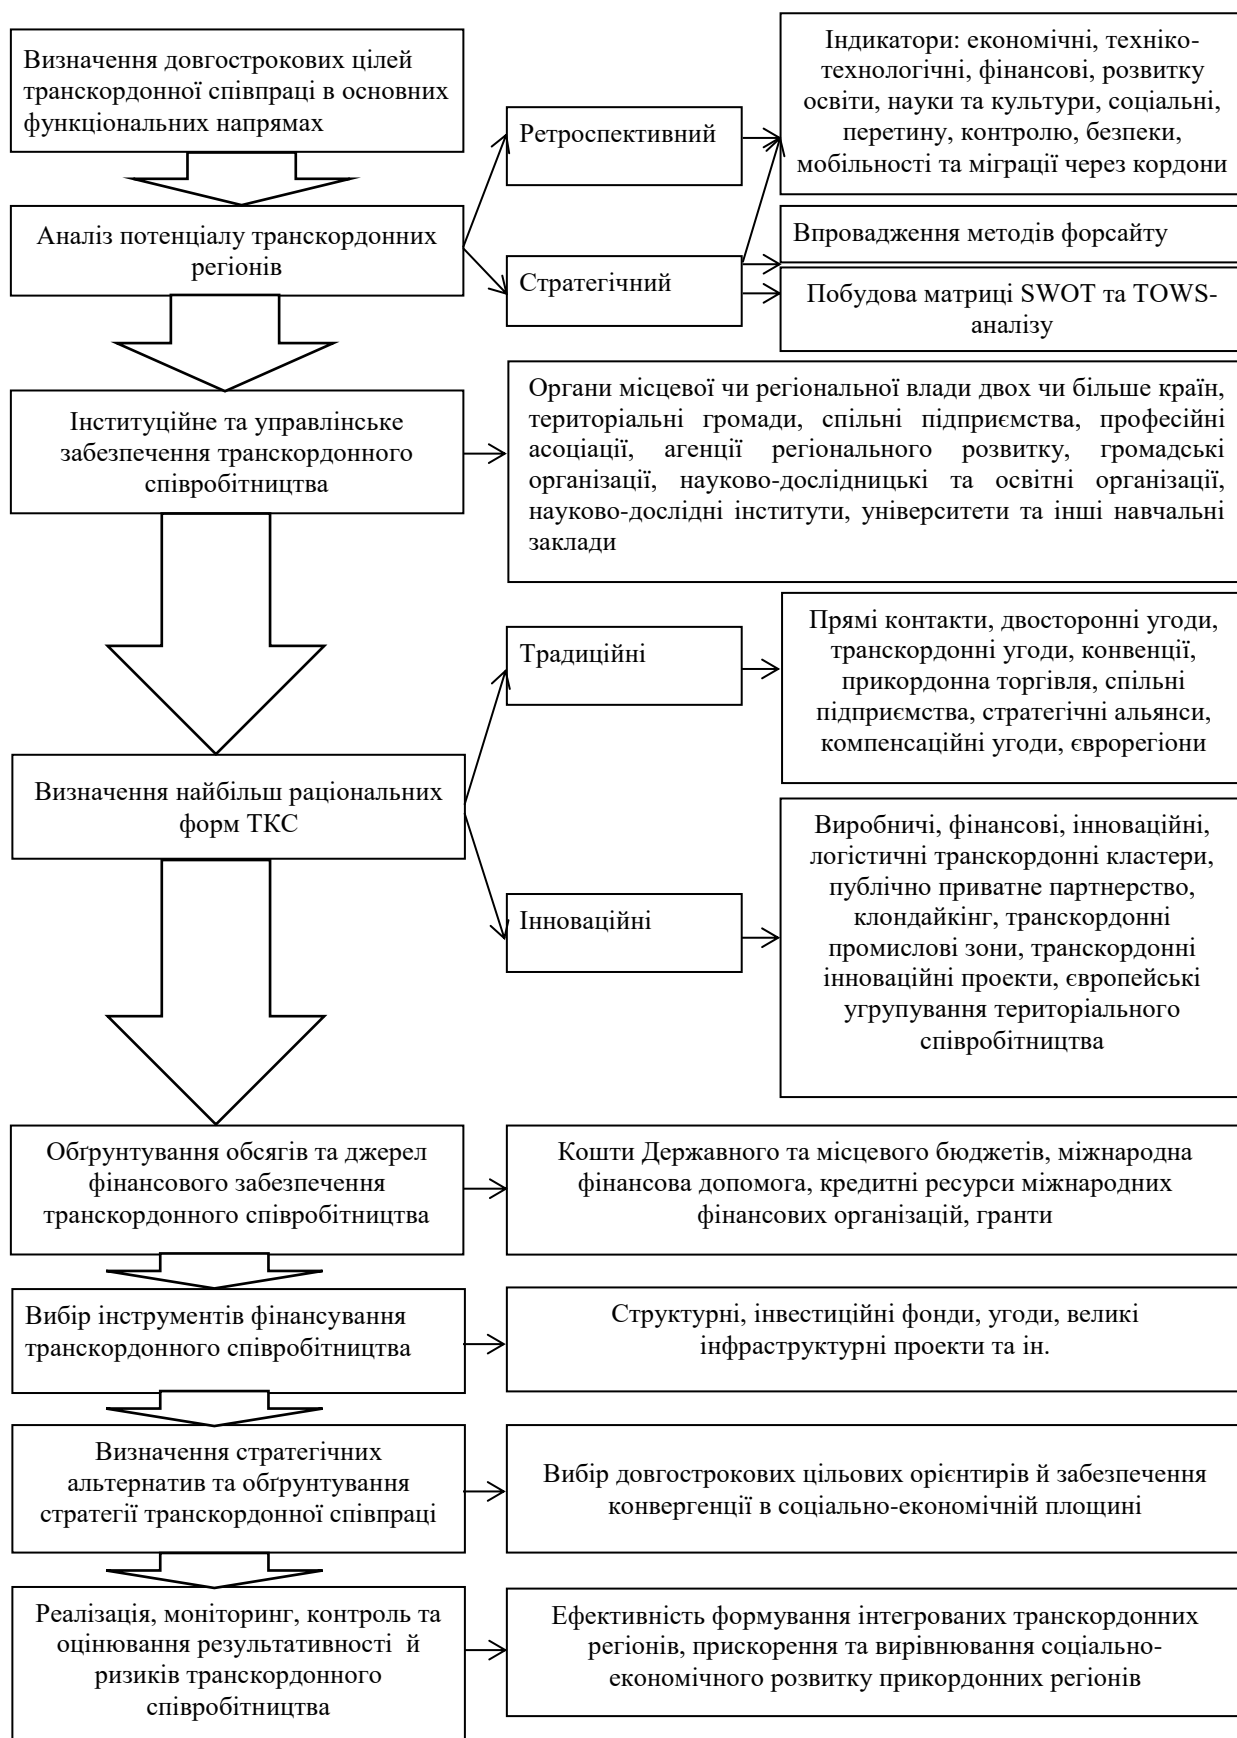 Визначення довгострокових цілей
транскордонної співпраці в основних
функціональних напрямах
Індикатори: економічні, техніко-
технологічні, фінансові, розвитку
освіти, науки та культури, соціальні,
перетину, контролю, безпеки,
мобільності та міграції через кордони
Ретроспективний
Аналіз потенціалу транскордонних
регіонів
Стратегічний
Впровадження методів форсайту
Побудова матриці SWOT та TOWS-
аналізу
Інституційне та управлінське
забезпечення транскордонного
співробітництва
Органи місцевої чи регіональної влади двох чи більше країн,
територіальні громади, спільні підприємства, професійні
асоціації, агенції регіонального розвитку, громадські
організації, науково-дослідницькі та освітні організації,
науково-дослідні інститути, університети та інші навчальні
заклади
Традиційні
Прямі контакти, двосторонні угоди,
транскордонні угоди, конвенції,
прикордонна торгівля, спільні
підприємства, стратегічні альянси,
компенсаційні угоди, єврорегіони
Визначення найбільш раціональних
форм ТКС
Інноваційні
Виробничі, фінансові, інноваційні,
логістичні транскордонні кластери,
публічно приватне партнерство,
клондайкінг, транскордонні
промислові зони, транскордонні
інноваційні проекти, європейські
угрупування територіального
співробітництва
Обґрунтування обсягів та джерел
фінансового забезпечення
транскордонного співробітництва
Кошти Державного та місцевого бюджетів, міжнародна
фінансова допомога, кредитні ресурси міжнародних
фінансових організацій, гранти
Вибір інструментів фінансування
транскордонного співробітництва
Структурні, інвестиційні фонди, угоди, великі
інфраструктурні проекти та ін.
Визначення стратегічних
альтернатив та обґрунтування
стратегії транскордонної співпраці
Вибір довгострокових цільових орієнтирів й забезпечення
конвергенції в соціально-економічній площині
Реалізація, моніторинг, контроль та
оцінювання результативності й
ризиків транскордонного
співробітництва
Ефективність формування інтегрованих транскордонних
регіонів, прискорення та вирівнювання соціально-
економічного розвитку прикордонних регіонів